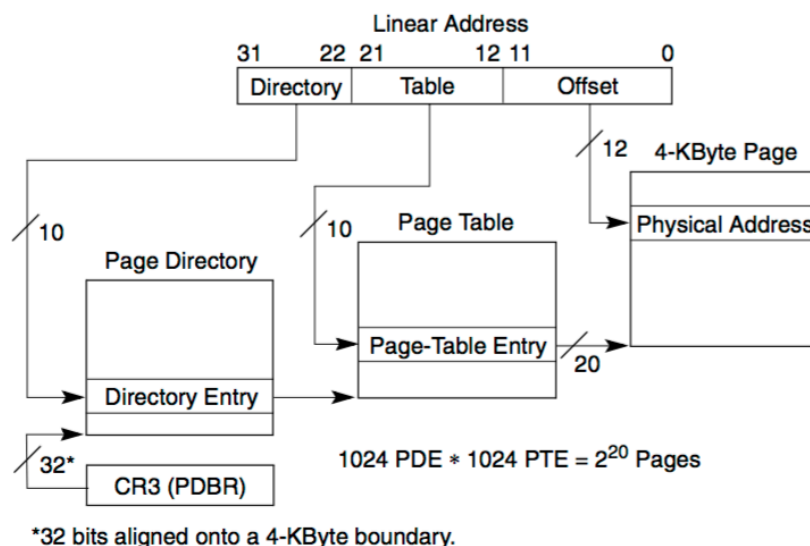 Linear Address
31 22 21 12 11 0
Directory Table Offset
12 4-KByte Page
10 10 Page Table Physical Address
Page Directory
Page-Table Entry
20
Directory Entry
32* 1024 PDE * 1024 PTE = 2²⁰ Pages
CR3 (PDBR)
*32 bits aligned onto a 4-KByte boundary.